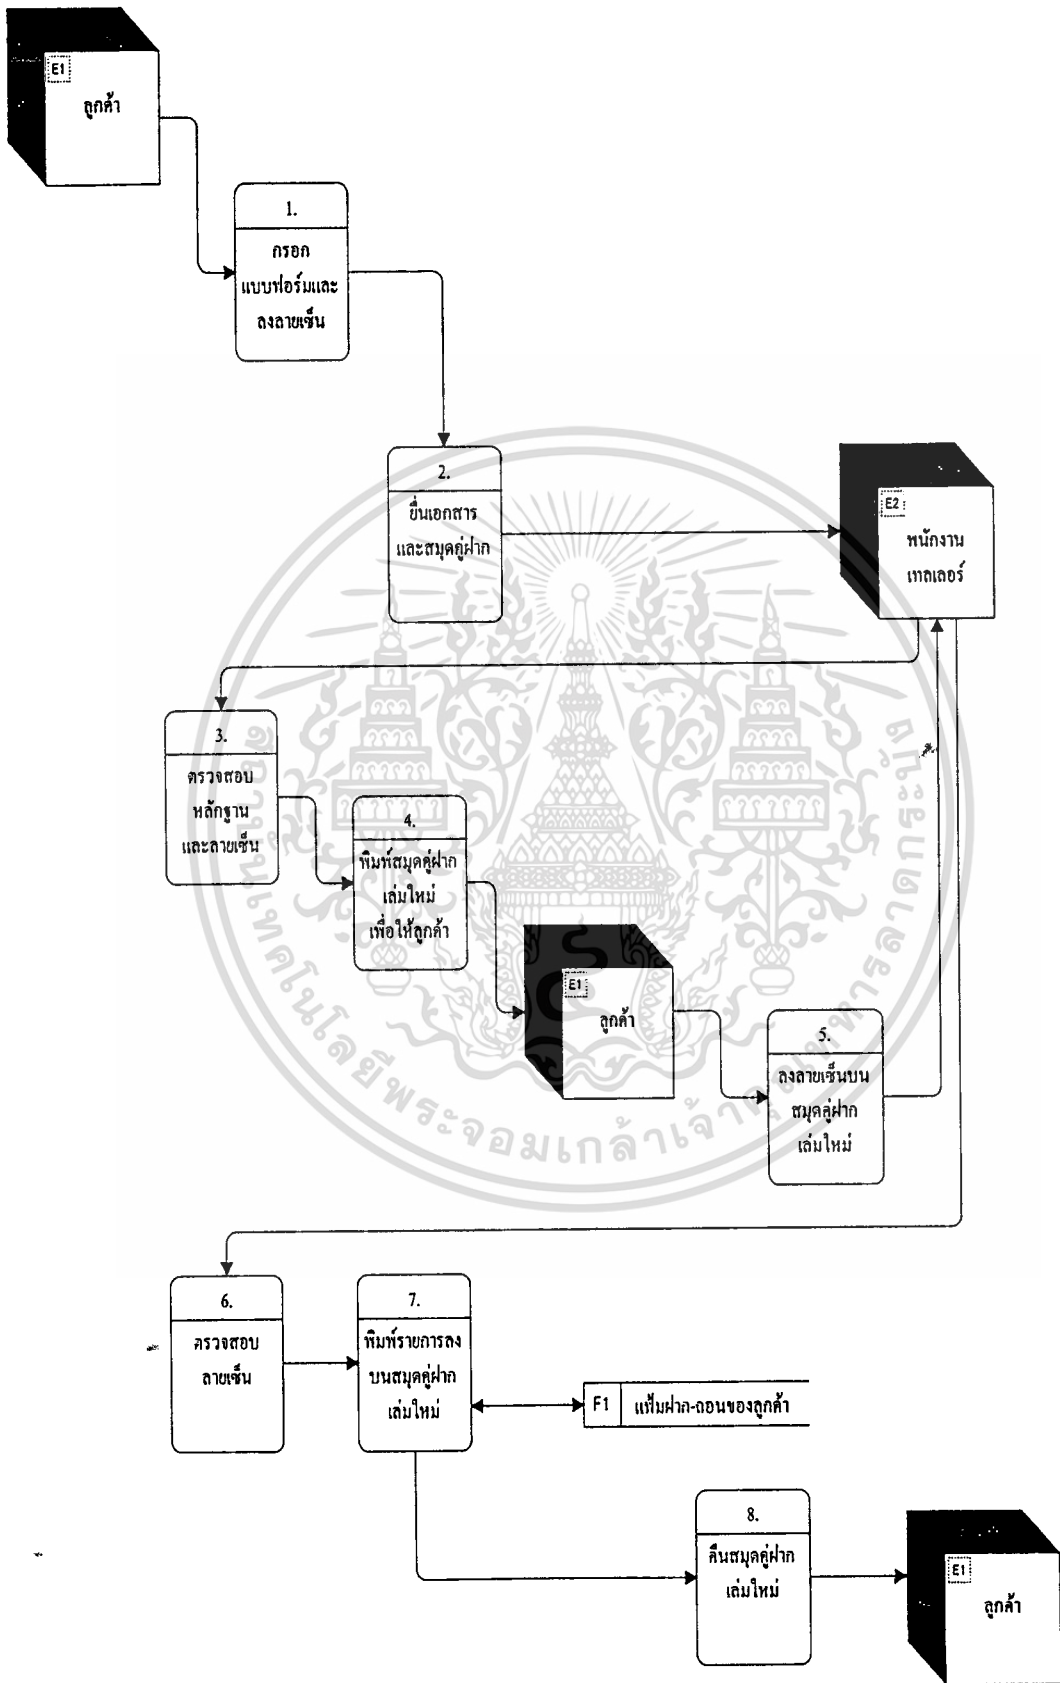 E1
ลูกค้า
1.
กรอก
แบบฟอร์มและ
ลงลายเซ็น
2.
ยื่นเอกสาร
และสมุดคู่ฝาก
E2
พนักงาน
เทลเลอร์
3.
ตรวจสอบ
หลักฐาน
และลายเซ็น
4.
พิมพ์สมุดคู่ฝาก
เล่มใหม่
เพื่อให้ลูกค้า
E1
ลูกค้า
5.
ลงลายเซ็นบน
สมุดคู่ฝาก
เล่มใหม่
6.
ตรวจสอบ
ลายเซ็น
7.
พิมพ์รายการลง
บนสมุดคู่ฝาก
เล่มใหม่
F1 แฟ้มฝาก-ถอนของลูกค้า
8.
คืนสมุดคู่ฝาก
เล่มใหม่
E1
ลูกค้า